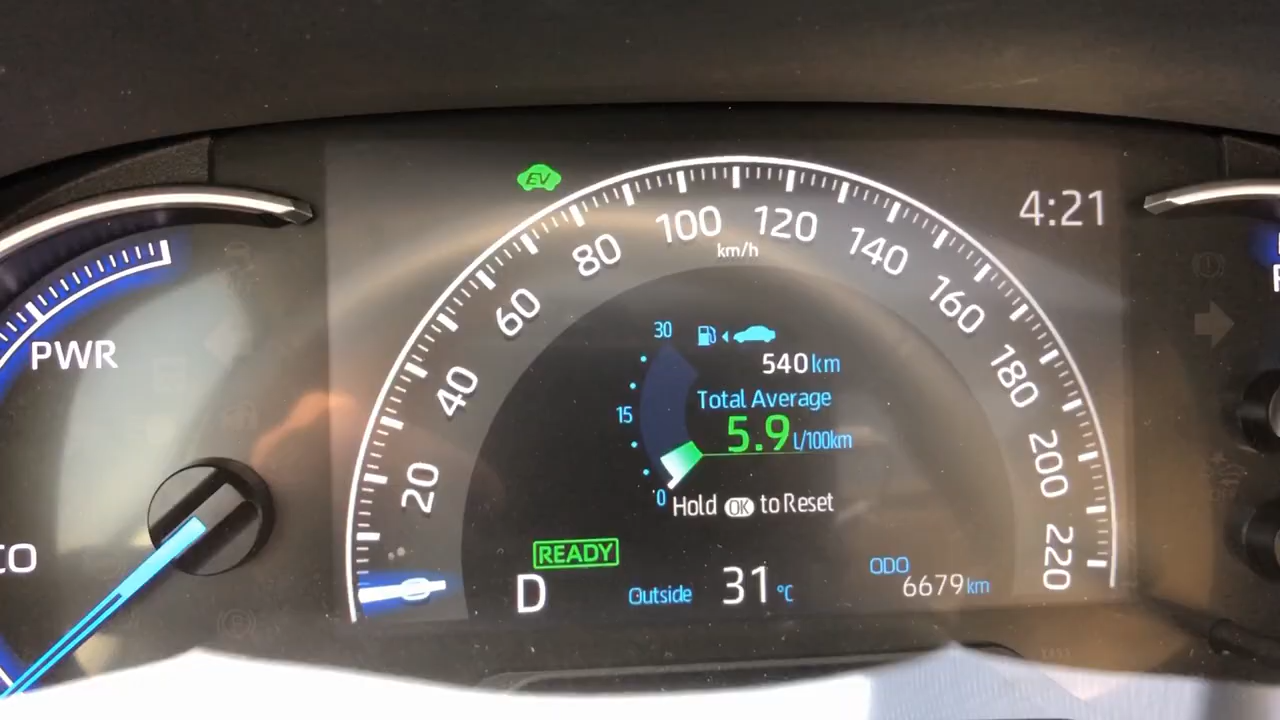 EV
4:21
PWR
CO
20
40
60
80
100
120
140
160
180
200
220
km/h
30
15
0
540 km
Total Average
5.9 L/100km
Hold OK to Reset
READY
D
Outside 31 °C
ODO
6679 km